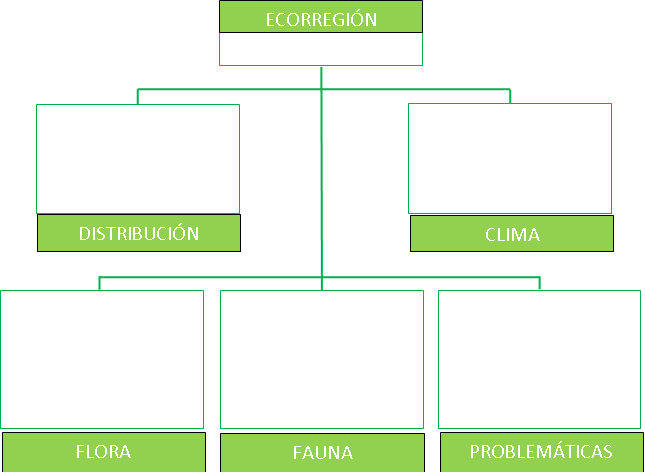 ECORREGIÓN
DISTRIBUCIÓN
CLIMA
FLORA
FAUNA
PROBLEMÁTICAS